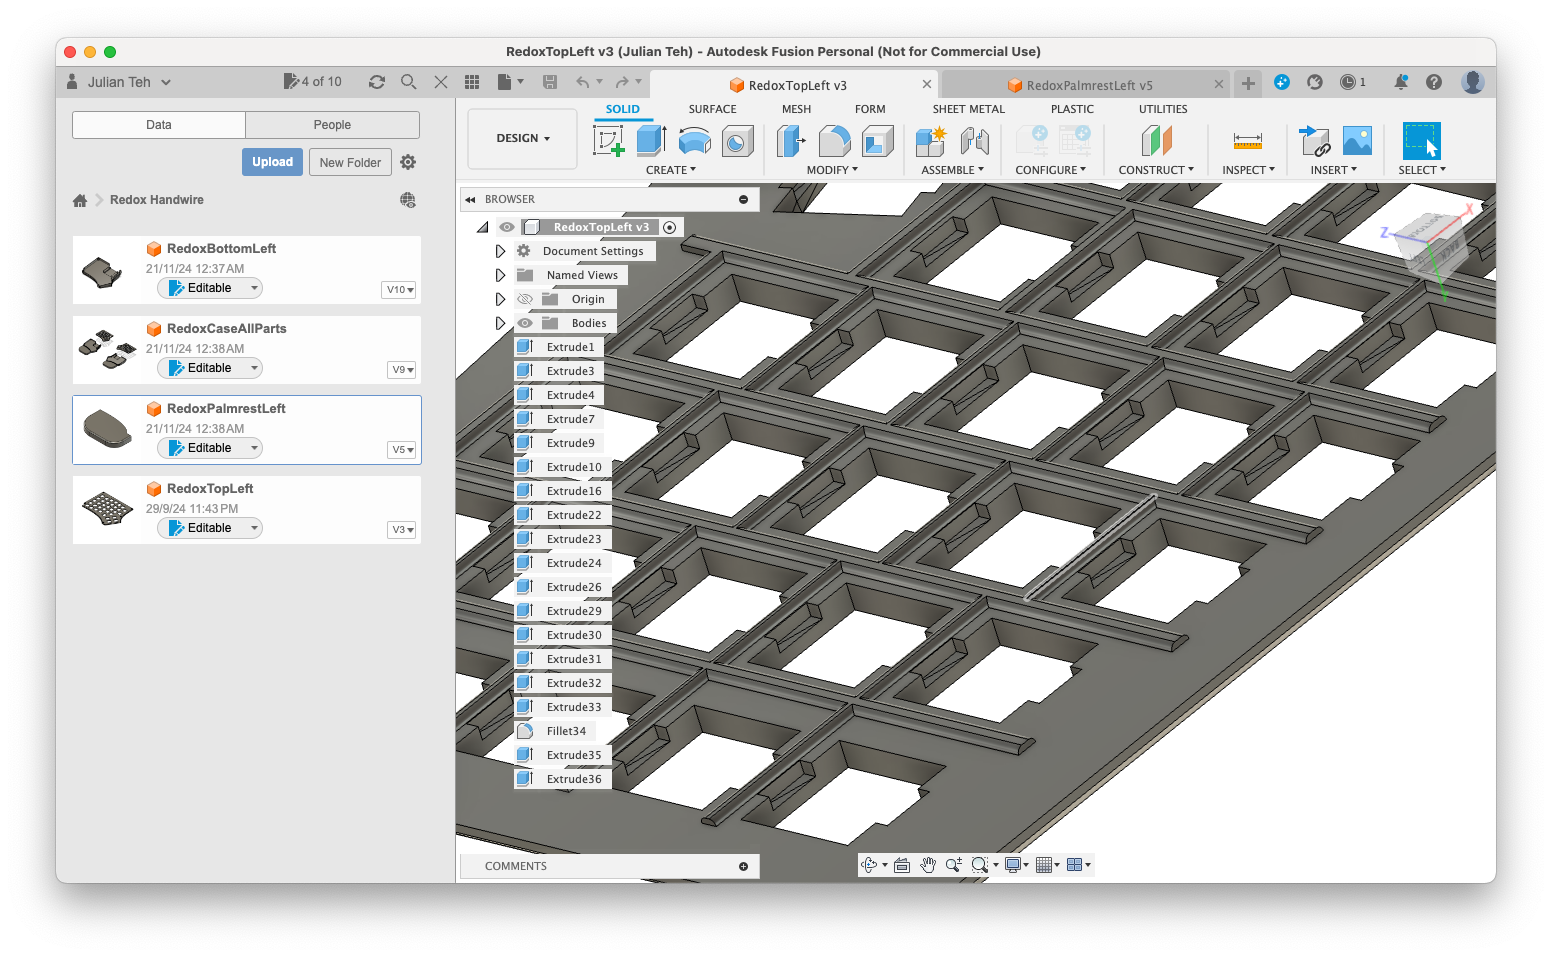 RedoxTopLeft v3 (Julian Teh) - Autodesk Fusion Personal (Not for Commercial Use)
Julian Teh
4 of 10
RedoxTopLeft v3
RedoxPalmrestLeft v5
1
Data
People
Upload
New Folder
Redox Handwire
RedoxBottomLeft
21/11/24 12:37AM
Editable
V10
RedoxCaseAllParts
21/11/24 12:38AM
Editable
V9
RedoxPalmrestLeft
21/11/24 12:38AM
Editable
V5
RedoxTopLeft
29/9/24 11:43 PM
Editable
V3
DESIGN
SOLID
SURFACE
MESH
FORM
SHEET METAL
PLASTIC
UTILITIES
CREATE
MODIFY
ASSEMBLE
CONFIGURE
CONSTRUCT
INSPECT
INSERT
SELECT
BROWSER
RedoxTopLeft v3
Document Settings
Named Views
Origin
Bodies
Extrude1
Extrude3
Extrude4
Extrude7
Extrude9
Extrude10
Extrude16
Extrude22
Extrude23
Extrude24
Extrude26
Extrude29
Extrude30
Extrude31
Extrude32
Extrude33
Fillet34
Extrude35
Extrude36
X
Z
BOTTOM
BACK
Y
COMMENTS